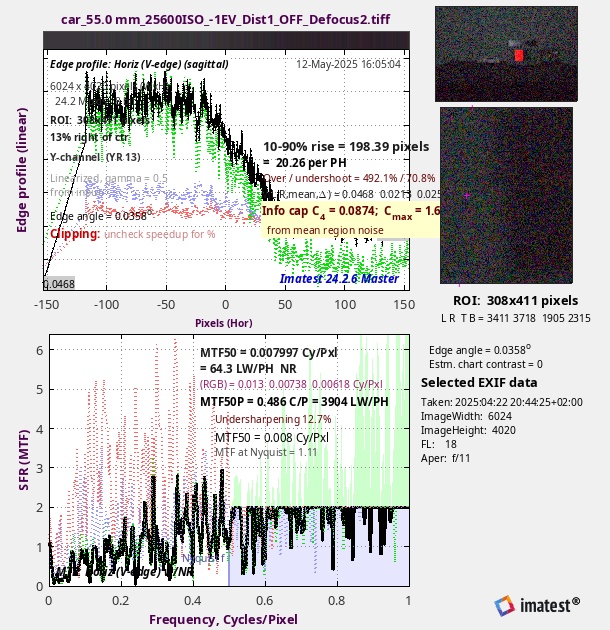 car_55.0 mm_25600ISO_-1EV_Dist1_OFF_Defocus2.tiff
Edge profile: Horiz (V-edge) (sagittal)
12-May-2025 16:05:04
6024 x
24.2 M
ROI: 308x411 pixels
13% right of ctr
Y-channel (YR 13)
Linearized, gamma = 0.5
from input
Edge angle = 0.0358o
Clipping: uncheck speedup for %
10-90% rise = 198.39 pixels
= 20.26 per PH
Over / undershoot = 492.1% / 70.8%
(R,mean,Δ) = 0.0468 0.0213 0.025
Info cap C4 = 0.0874; Cmax = 1.6
from mean region noise
Imatest 24.2.6 Master
0.0468
Edge profile (linear)
-150 -100 -50 0 50 100 150
Pixels (Hor)
ROI: 308x411 pixels
L R T B = 3411 3718 1905 2315
Edge angle = 0.0358o
Estm. chart contrast = 0
Selected EXIF data
Taken: 2025:04:22 20:44:25+02:00
ImageWidth: 6024
ImageHeight: 4020
FL: 18
Aper: f/11
MTF50 = 0.007997 Cy/Pxl
= 64.3 LW/PH NR
(RGB) = 0.013 0.00738 0.00618 Cy/Pxl
MTF50P = 0.486 C/P = 3904 LW/PH
Undersharpening 12.7%
MTF50 = 0.008 Cy/Pxl
MTF at Nyquist = 1.11
Nyquist
MTF: Horiz (V-edge) w/NR
SFR (MTF)
6
5
4
3
2
1
0
0 0.2 0.4 0.6 0.8 1
Frequency, Cycles/Pixel
imatest®